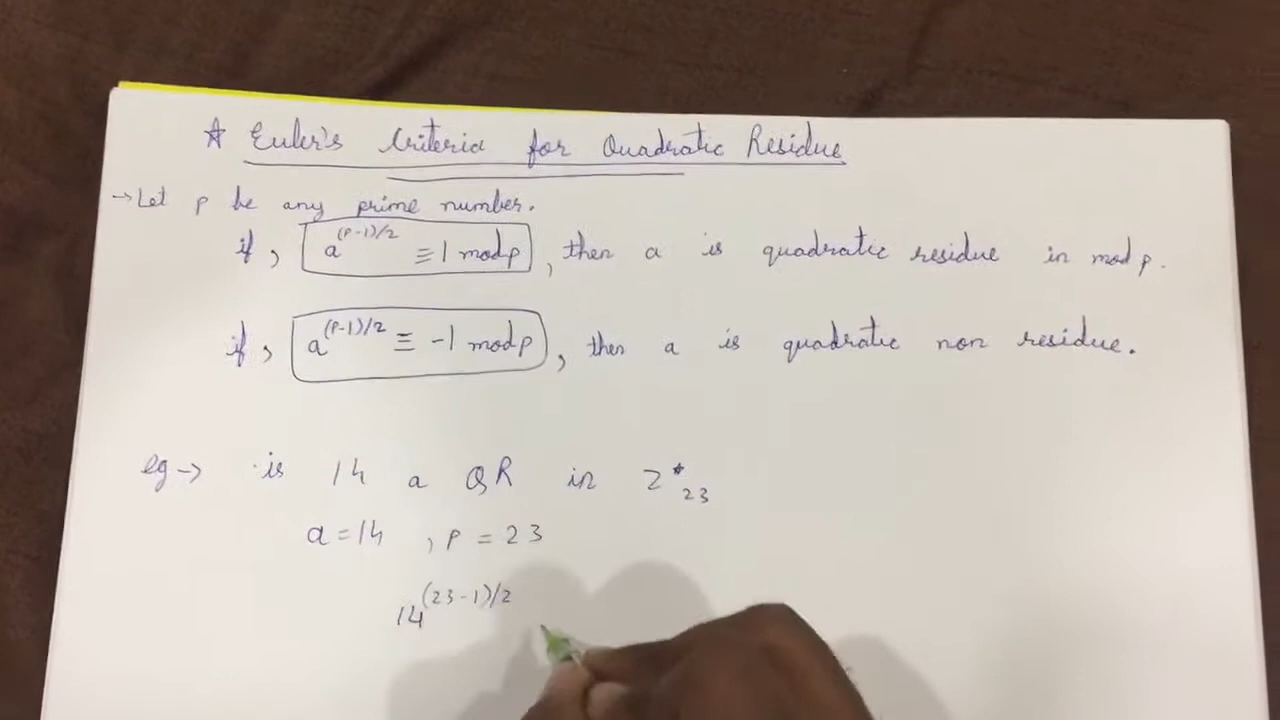 ☆ Euler's Criteria for Quadratic Residue
→ Let p be any prime number.
if, a^(p-1)/2 ≡ 1 mod p, then a is quadratic residue in mod p.
if, a^(p-1)/2 ≡ -1 mod p, then a is quadratic non residue.
eg → is 14 a QR in Z*23
a = 14, p = 23
14^(23-1)/2